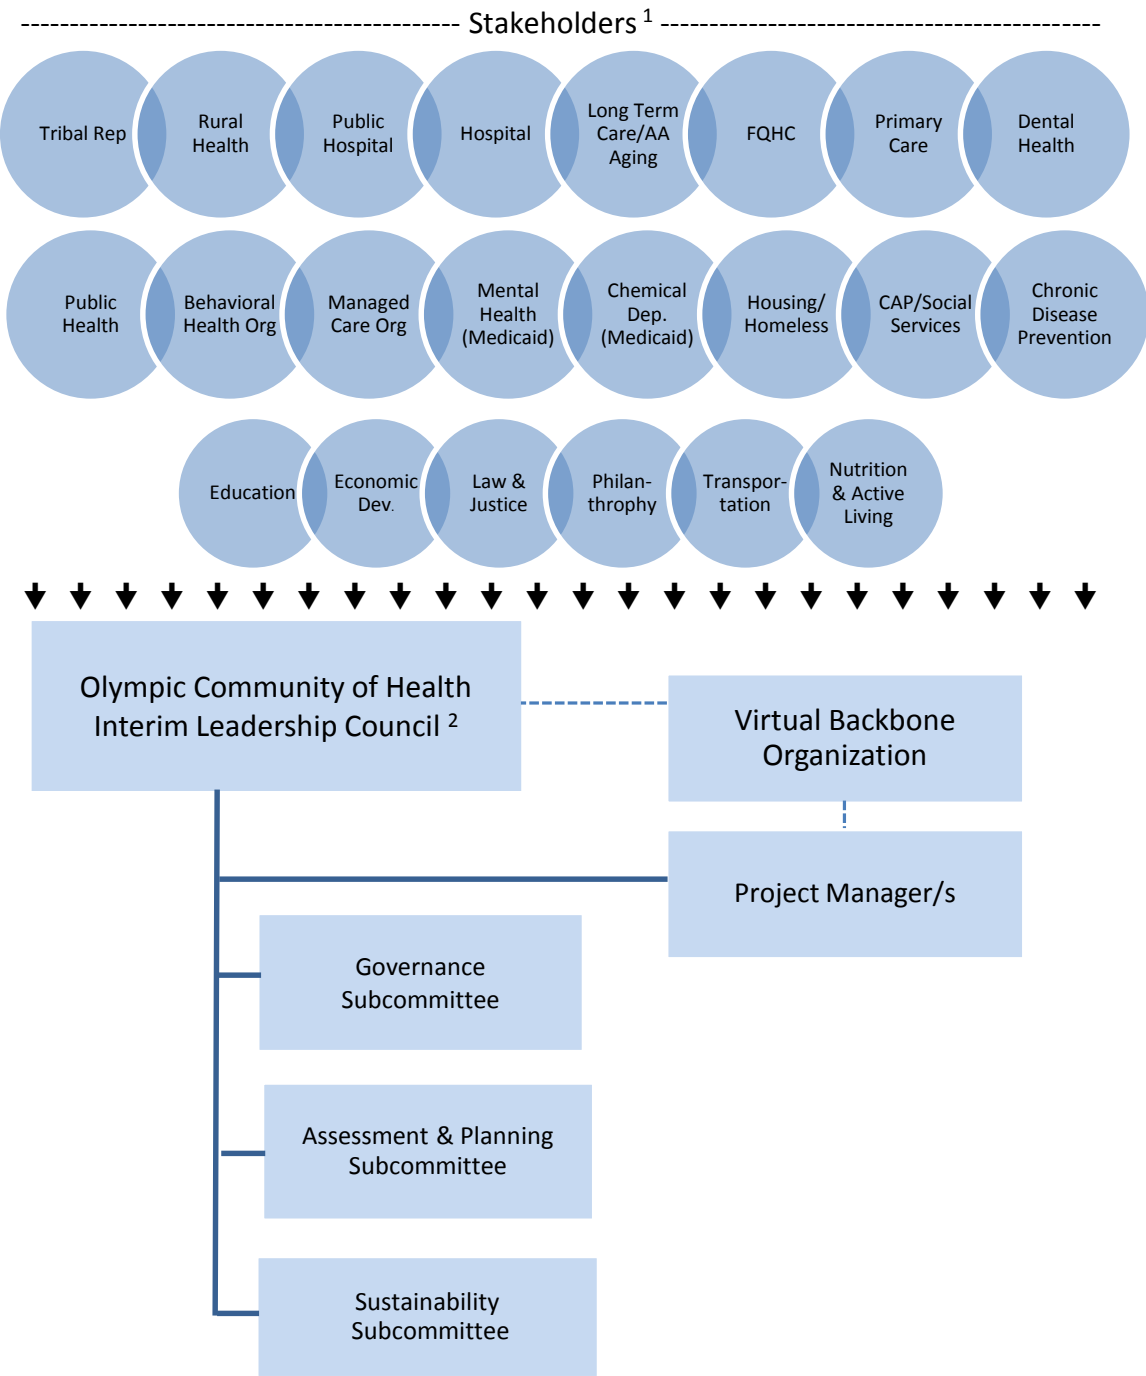 Stakeholders 1
Tribal Rep
Rural
Health
Public
Hospital
Hospital
Long Term
Care/AA
Aging
FQHC
Primary
Care
Dental
Health
Public
Health
Behavioral
Health Org
Managed
Care Org
Mental
Health
(Medicaid)
Chemical
Dep.
(Medicaid)
Housing/
Homeless
CAP/Social
Services
Chronic
Disease
Prevention
Education
Economic
Dev.
Law &
Justice
Philan-
throphy
Transpor-
tation
Nutrition
& Active
Living
Olympic Community of Health
Interim Leadership Council 2
Virtual Backbone
Organization
Project Manager/s
Governance
Subcommittee
Assessment & Planning
Subcommittee
Sustainability
Subcommittee